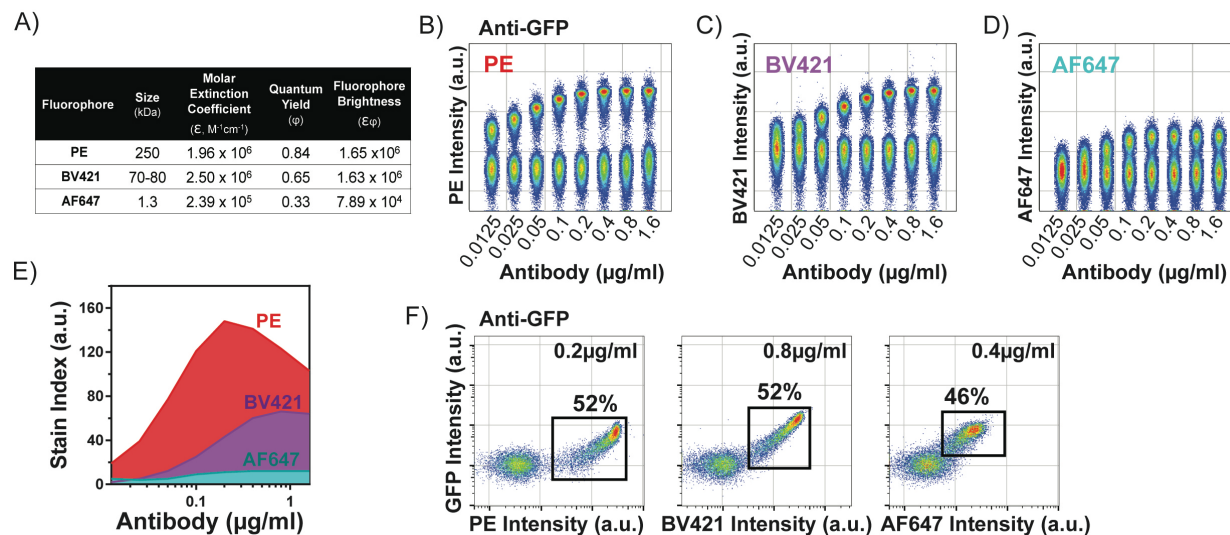 A)
Fluorophore Size (kDa) Molar Extinction Coefficient (ε, M⁻¹cm⁻¹) Quantum Yield (φ) Fluorophore Brightness (εφ)
PE 250 1.96 x 10⁶ 0.84 1.65 x10⁶
BV421 70-80 2.50 x 10⁶ 0.65 1.63 x 10⁶
AF647 1.3 2.39 x 10⁵ 0.33 7.89 x 10⁴
B) Anti-GFP
PE
PE Intensity (a.u.)
0.0125 0.025 0.05 0.1 0.2 0.4 0.8 1.6
Antibody (µg/ml)
C)
BV421
BV421 Intensity (a.u.)
0.0125 0.025 0.05 0.1 0.2 0.4 0.8 1.6
Antibody (µg/ml)
D)
AF647
AF647 Intensity (a.u.)
0.0125 0.025 0.05 0.1 0.2 0.4 0.8 1.6
Antibody (µg/ml)
E)
Stain Index (a.u.)
160
120
80
40
0
PE
BV421
AF647
0.1 1
Antibody (µg/ml)
F) Anti-GFP
GFP Intensity (a.u.)
0.2µg/ml
52%
PE Intensity (a.u.)
0.8µg/ml
52%
BV421 Intensity (a.u.)
0.4µg/ml
46%
AF647 Intensity (a.u.)